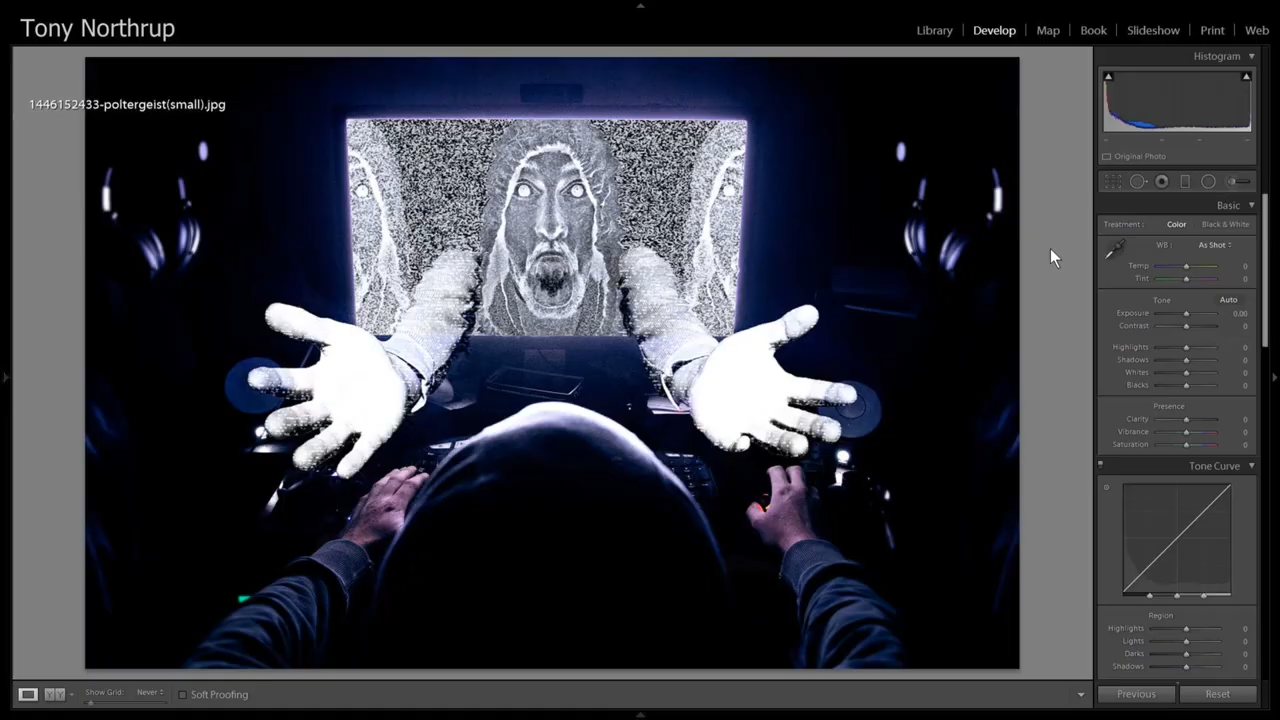 Tony Northrup
Library | Develop | Map | Book | Slideshow | Print | Web
1446152433-poltergeist(small).jpg
Histogram
Original Photo
Basic
Treatment : Color Black & White
WB : As Shot
Temp 0
Tint 0
Tone Auto
Exposure 0.00
Contrast 0
Highlights 0
Shadows 0
Whites 0
Blacks 0
Presence
Clarity 0
Vibrance 0
Saturation 0
Tone Curve
Region
Highlights 0
Lights 0
Darks 0
Shadows 0
Show Grid: Never Soft Proofing
Previous Reset